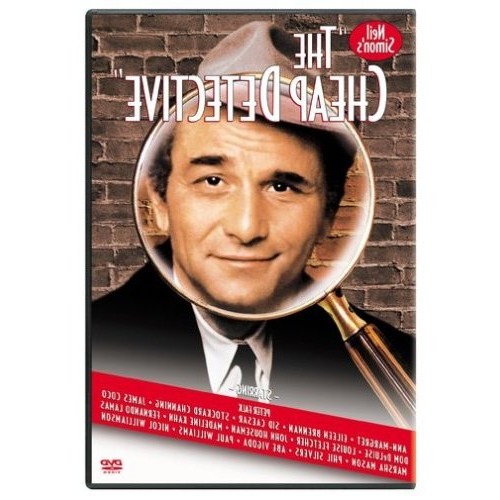 Neil
Simon's
"THE
CHEAP DETECTIVE"
- STARRING -
PETER FALK
ANN-MARGRET • EILEEN BRENNAN • SID CAESAR • STOCKARD CHANNING • JAMES COCO
DOM DeLUISE • LOUISE FLETCHER • JOHN HOUSEMAN • MADELINE KAHN • FERNANDO LAMAS
MARSHA MASON • PHIL SILVERS • ABE VIGODA • PAUL WILLIAMS • NICOL WILLIAMSON
DVD
VIDEO